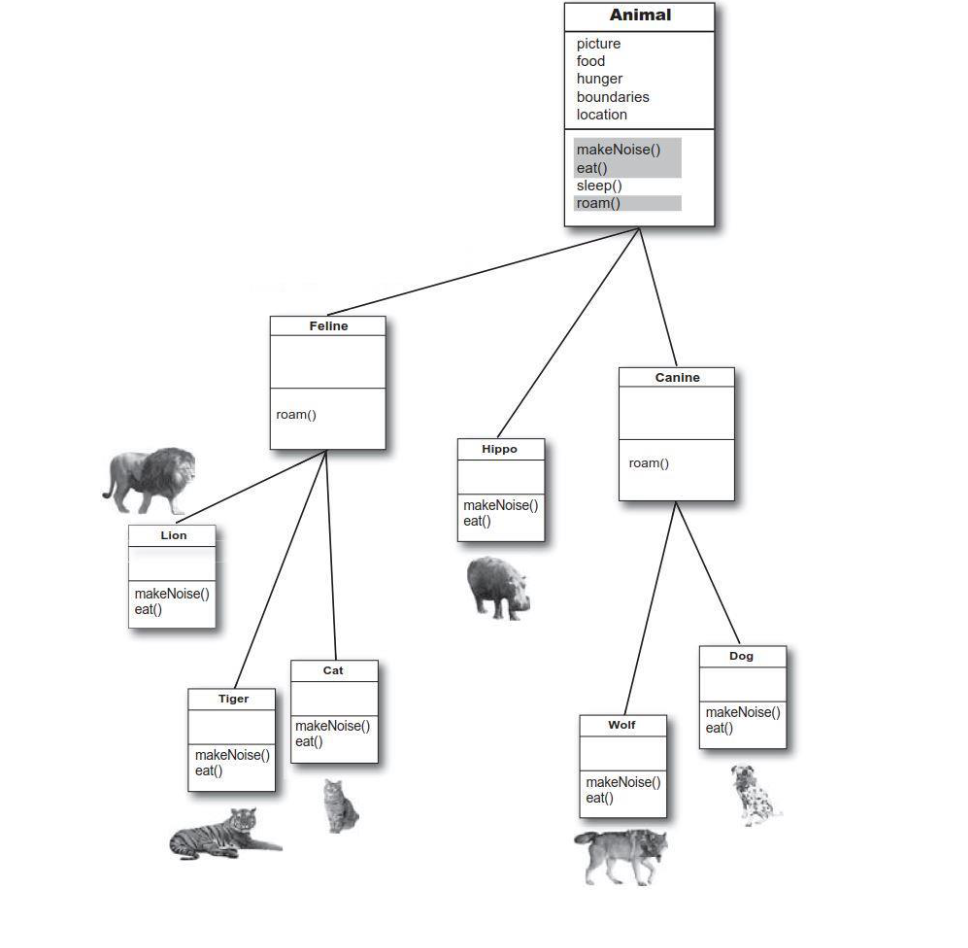 Animal
picture
food
hunger
boundaries
location
makeNoise()
eat()
sleep()
roam()
Feline
roam()
Canine
roam()
Hippo
makeNoise()
eat()
Lion
makeNoise()
eat()
Tiger
makeNoise()
eat()
Cat
makeNoise()
eat()
Wolf
makeNoise()
eat()
Dog
makeNoise()
eat()